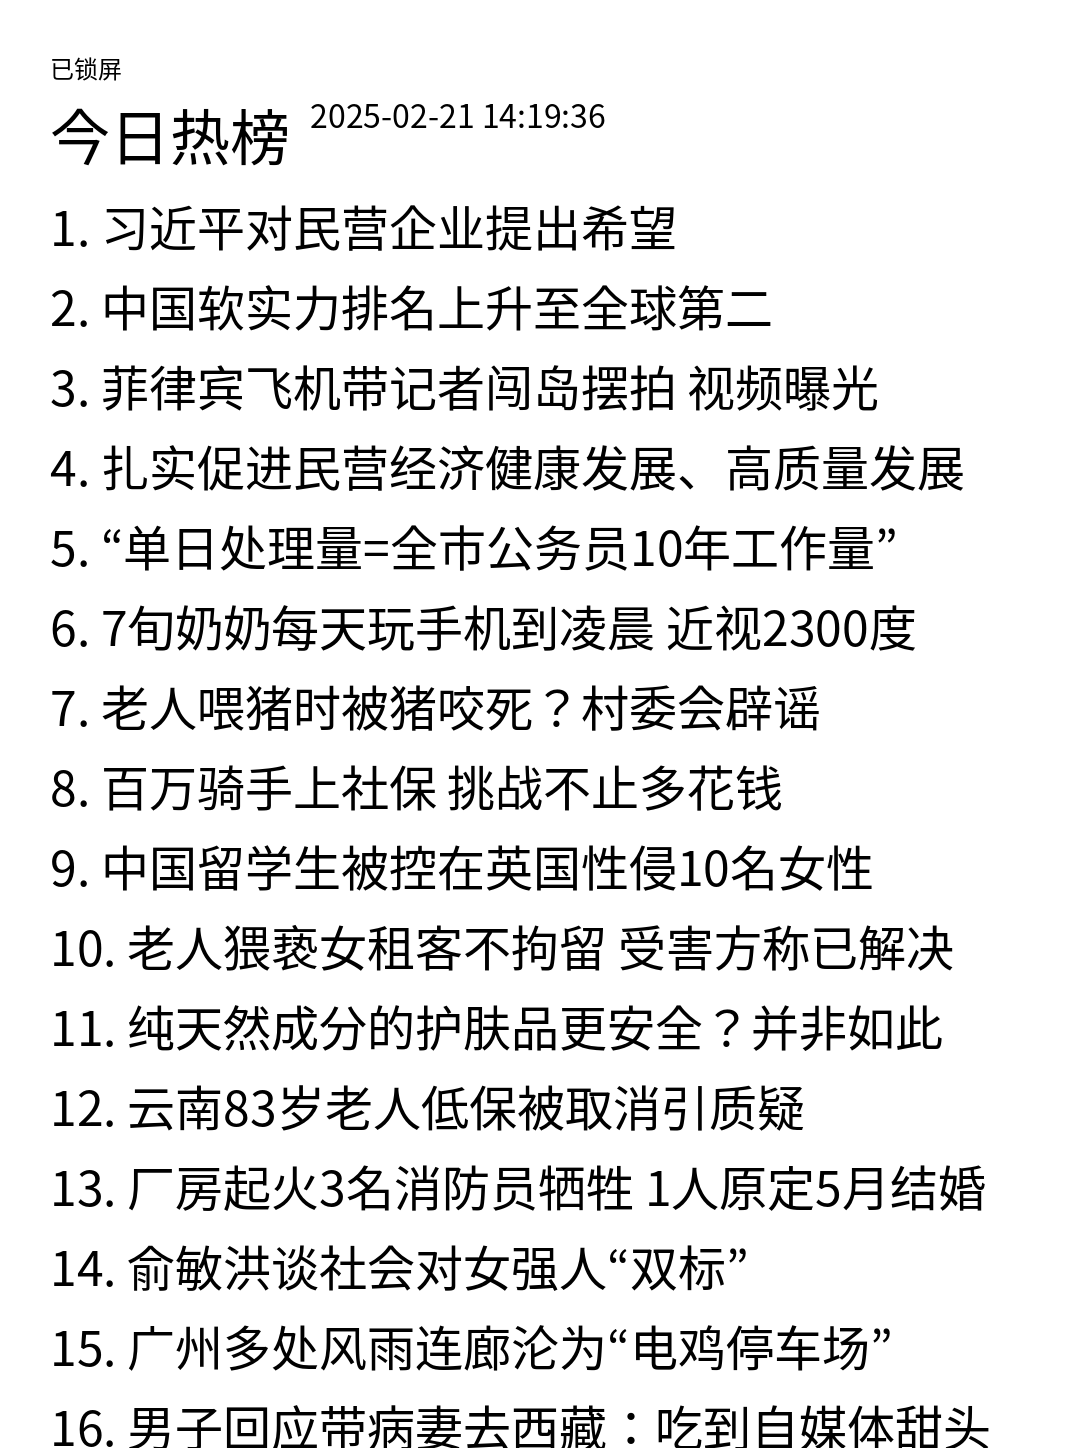 已锁屏
今日热榜 2025-02-21 14:19:36
1. 习近平对民营企业提出希望
2. 中国软实力排名上升至全球第二
3. 菲律宾飞机带记者闯岛摆拍 视频曝光
4. 扎实促进民营经济健康发展、高质量发展
5. “单日处理量=全市公务员10年工作量”
6. 7旬奶奶每天玩手机到凌晨 近视2300度
7. 老人喂猪时被猪咬死？村委会辟谣
8. 百万骑手上社保 挑战不止多花钱
9. 中国留学生被控在英国性侵10名女性
10. 老人猥亵女租客不拘留 受害方称已解决
11. 纯天然成分的护肤品更安全？并非如此
12. 云南83岁老人低保被取消引质疑
13. 厂房起火3名消防员牺牲 1人原定5月结婚
14. 俞敏洪谈社会对女强人“双标”
15. 广州多处风雨连廊沦为“电鸡停车场”
16. 男子回应带病妻去西藏：吃到自媒体甜头